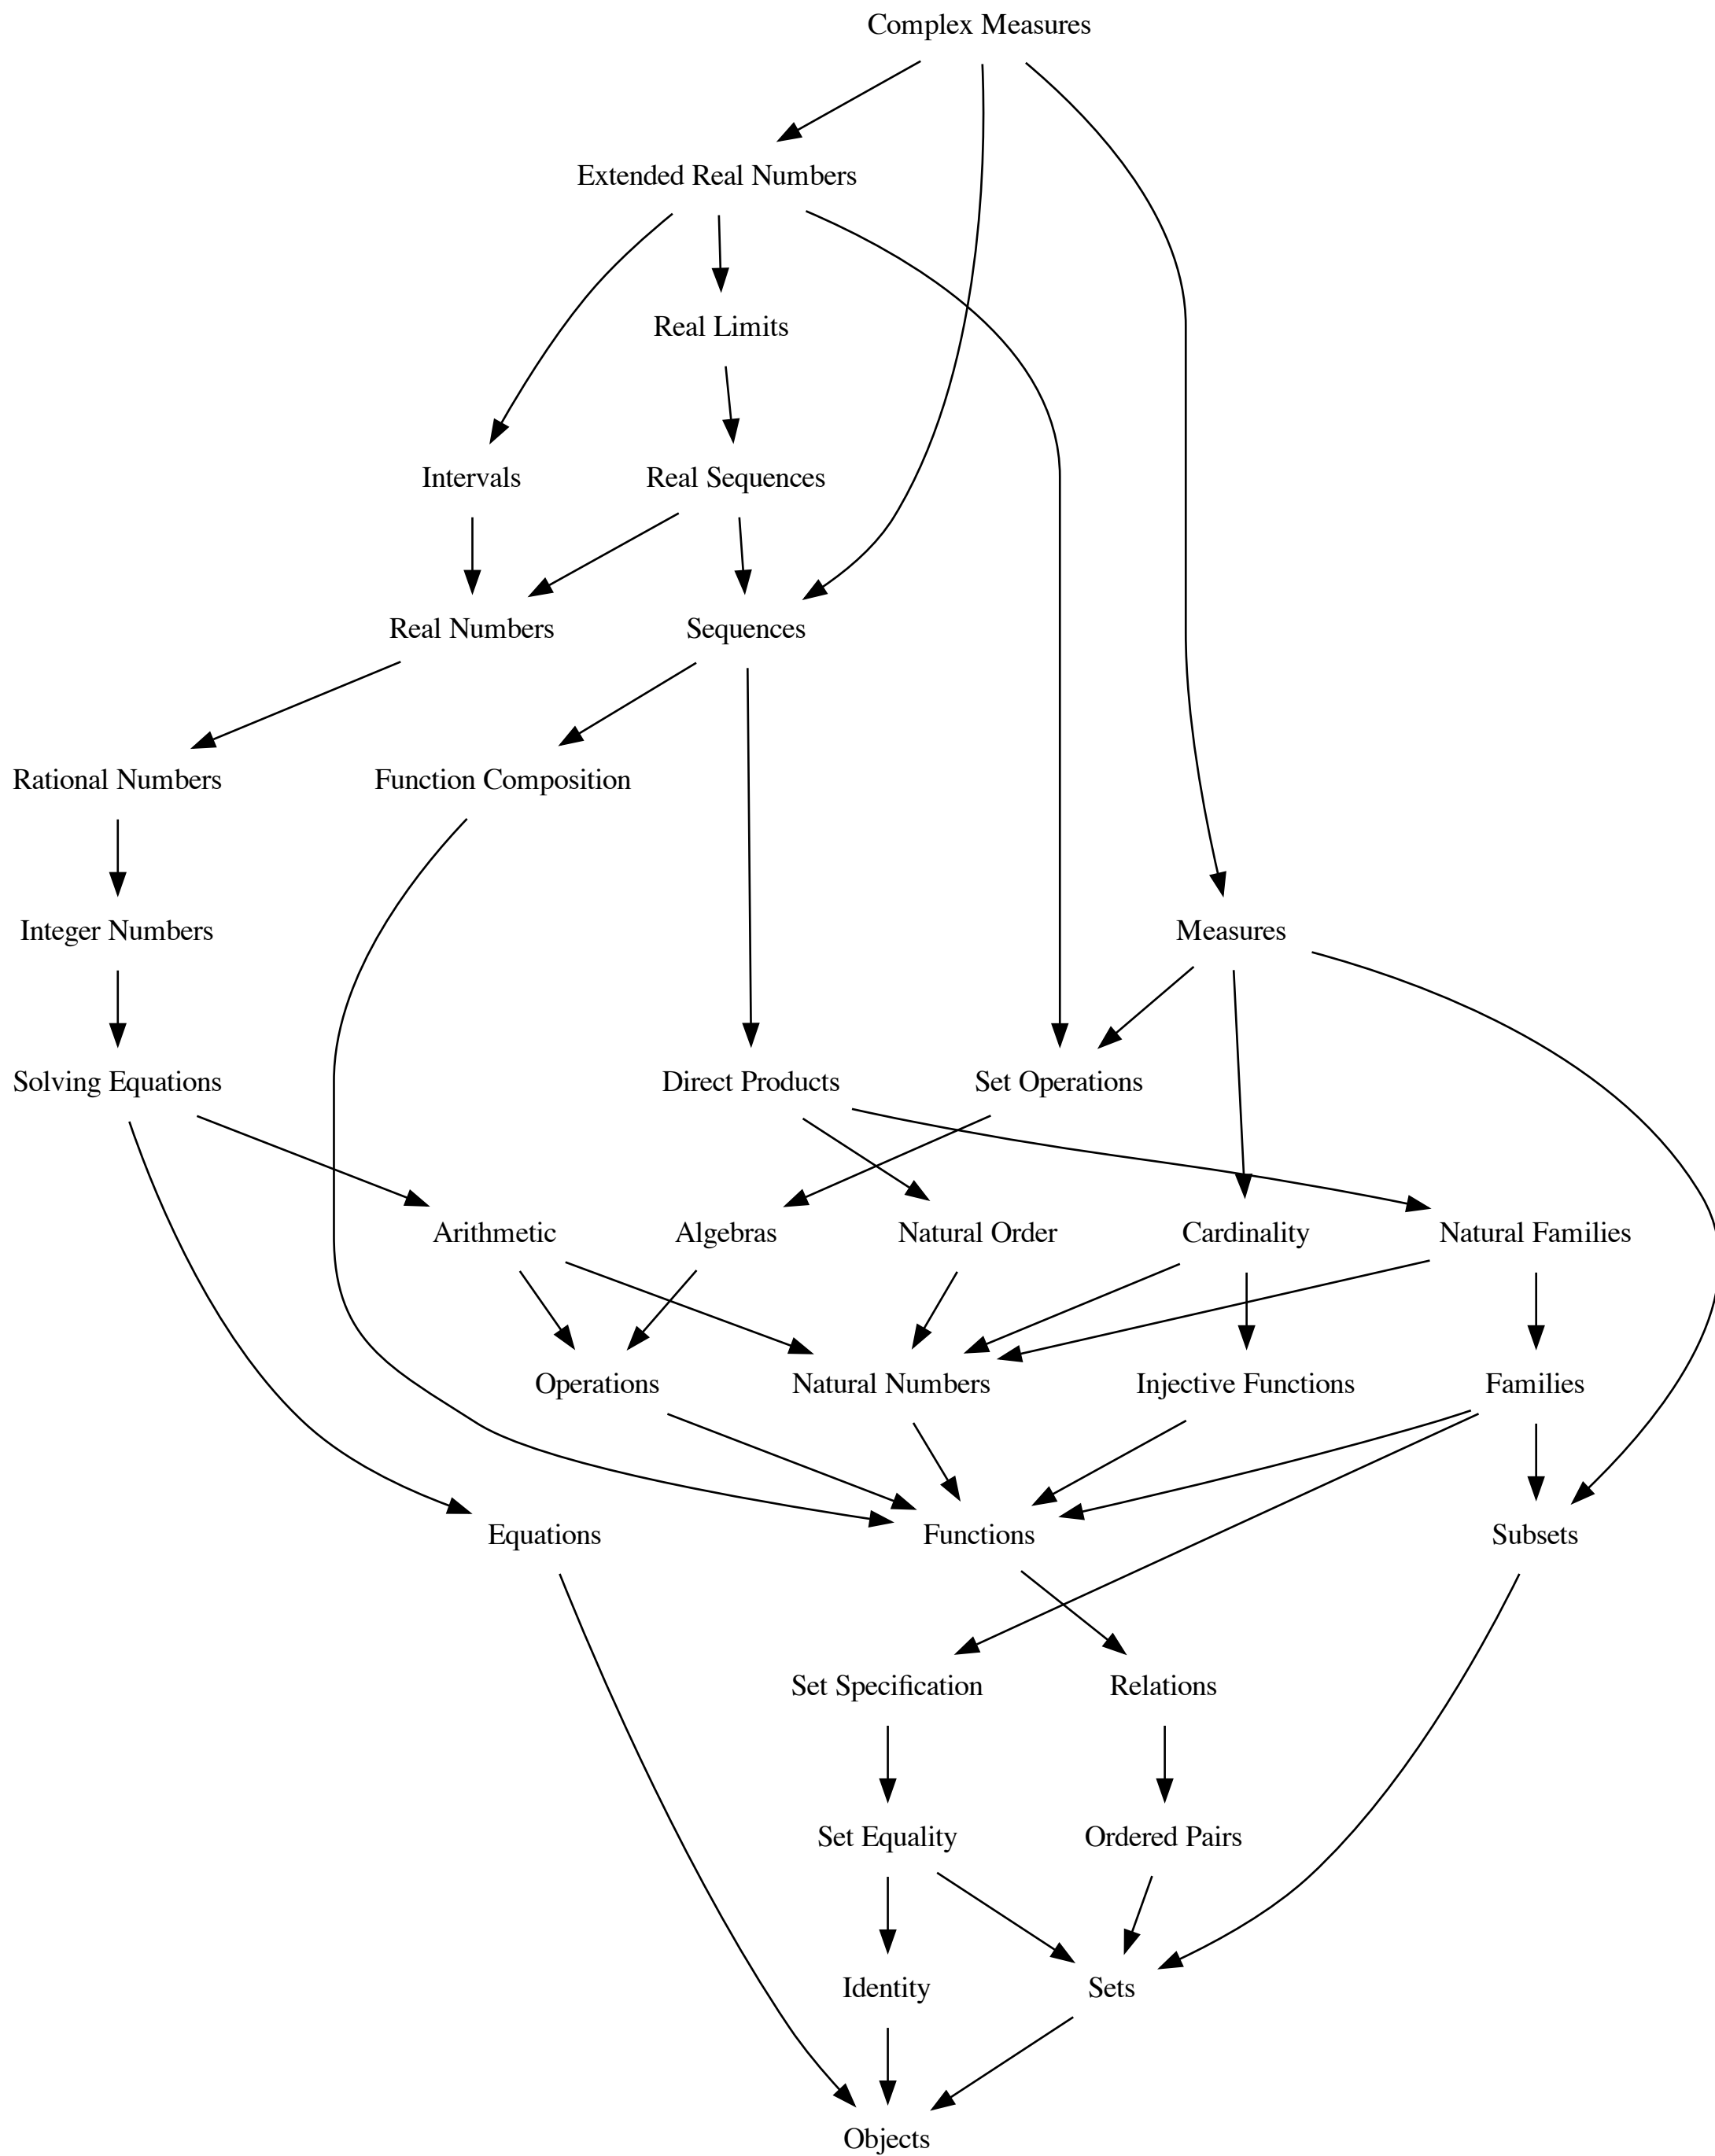 Complex Measures
Extended Real Numbers
Real Limits
Intervals
Real Sequences
Real Numbers
Sequences
Rational Numbers
Function Composition
Integer Numbers
Measures
Solving Equations
Direct Products
Set Operations
Arithmetic
Algebras
Natural Order
Cardinality
Natural Families
Operations
Natural Numbers
Injective Functions
Families
Equations
Functions
Subsets
Set Specification
Relations
Set Equality
Ordered Pairs
Identity
Sets
Objects